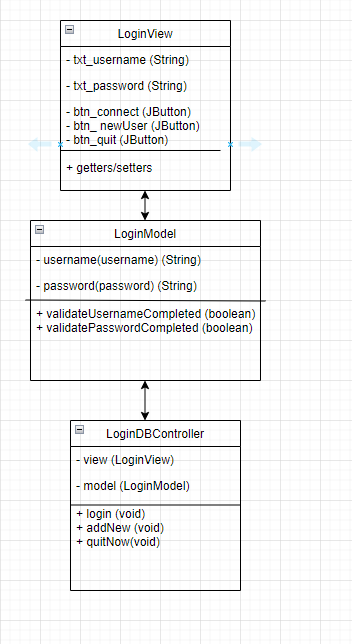 LoginView
- txt_username (String)
- txt_password (String)
- btn_connect (JButton)
- btn_ newUser (JButton)
- btn_quit (JButton)
+ getters/setters
LoginModel
- username(username) (String)
- password(password) (String)
+ validateUsernameCompleted (boolean)
+ validatePasswordCompleted (boolean)
LoginDBController
- view (LoginView)
- model (LoginModel)
+ login (void)
+ addNew (void)
+ quitNow(void)